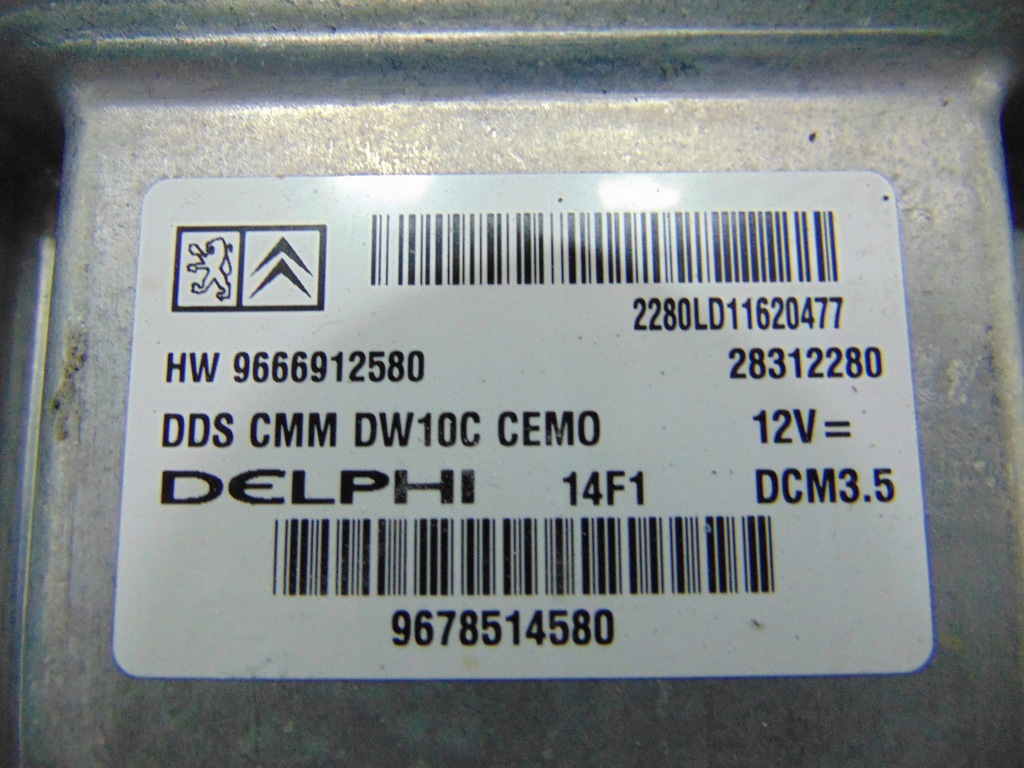 2280LD11620477
HW 9666912580 28312280
DDS CMM DW10C CEMO 12V=
DELPHI 14F1 DCM3.5
9678514580